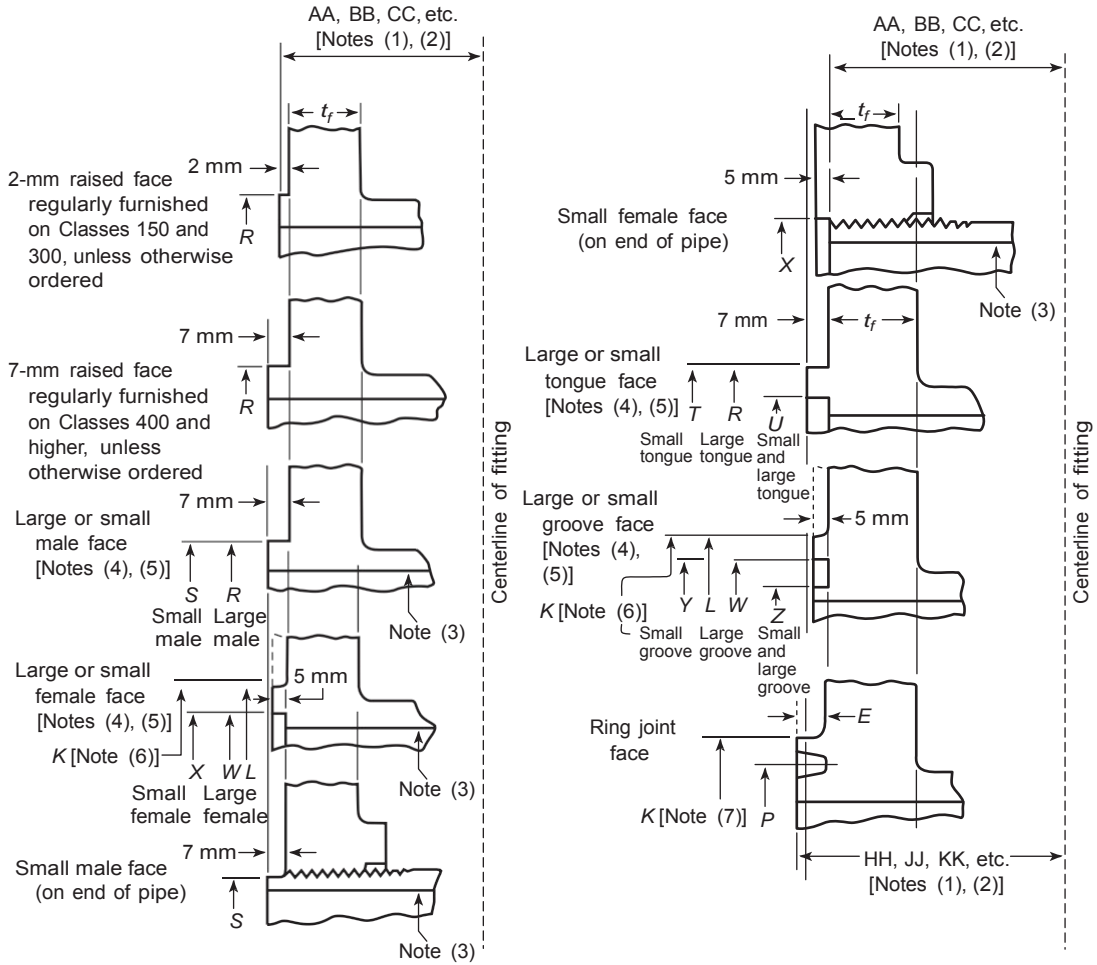 AA, BB, CC, etc.
[Notes (1), (2)]
t_f
2 mm
2-mm raised face
regularly furnished
on Classes 150 and
300, unless otherwise
ordered
R
7 mm
7-mm raised face
regularly furnished
on Classes 400 and
higher, unless
otherwise ordered
R
7 mm
Large or small
male face
[Notes (4), (5)]
S R
Small Large
male male
Note (3)
Large or small
female face
[Notes (4), (5)]
5 mm
K [Note (6)]
X W L
Small Large
female female
Note (3)
7 mm
Small male face
(on end of pipe)
S
Note (3)
Centerline of fitting
AA, BB, CC, etc.
[Notes (1), (2)]
t_f
5 mm
Small female face
(on end of pipe)
X
Note (3)
7 mm
t_f
Large or small
tongue face
[Notes (4), (5)]
T R U
Small Large Small
tongue tongue and
large
tongue
Large or small
groove face
[Notes (4),
(5)]
5 mm
K [Note (6)]
Y L W Z
Small Large Small
groove groove and
large
groove
Ring joint
face
E
K [Note (7)]
P
HH, JJ, KK, etc.
[Notes (1), (2)]
Centerline of fitting